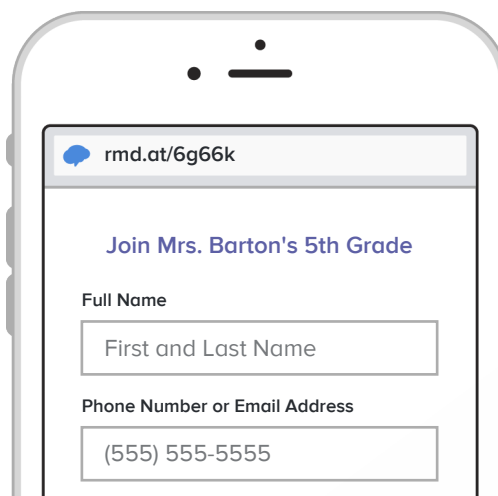 rmd.at/6g66k
Join Mrs. Barton's 5th Grade
Full Name
First and Last Name
Phone Number or Email Address
(555) 555-5555